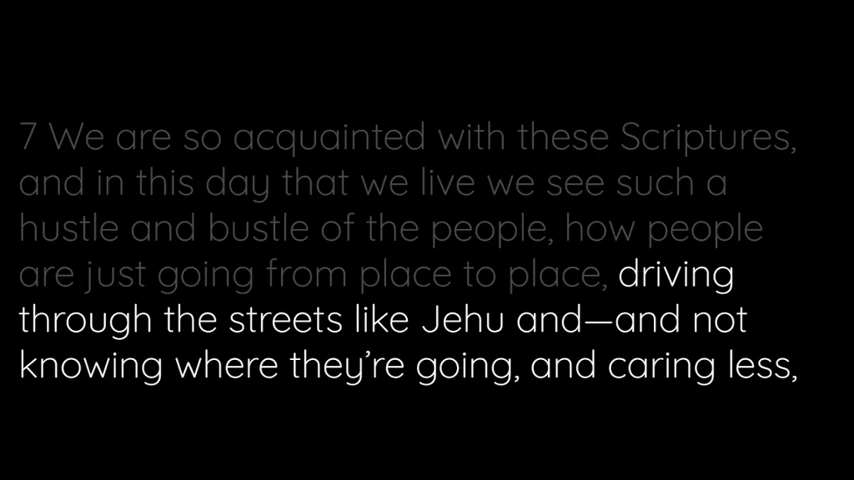 7 We are so acquainted with these Scriptures,
and in this day that we live we see such a
hustle and bustle of the people, how people
are just going from place to place, driving
through the streets like Jehu and—and not
knowing where they’re going, and caring less,